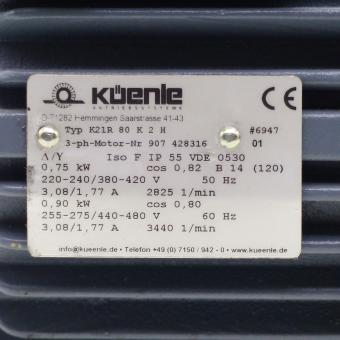 KÜENLE
ANTRIEBSSYSTEME
D-71282 Hemmingen Saarstrasse 41-43
Typ K21R 80 K 2 H #6947
3-ph-Motor-Nr 907 428316 01
Λ/Y Iso F IP 55 VDE 0530
0,75 kW cos 0,82 B 14 (120)
220-240/380-420 V 50 Hz
3,08/1,77 A 2825 1/min
0,90 kW cos 0,80
255-275/440-480 V 60 Hz
3,08/1,77 A 3440 1/min
info@kueenle.de • Telefon +49 (0) 7150 / 942 - 0 • www.kueenle.de
CE